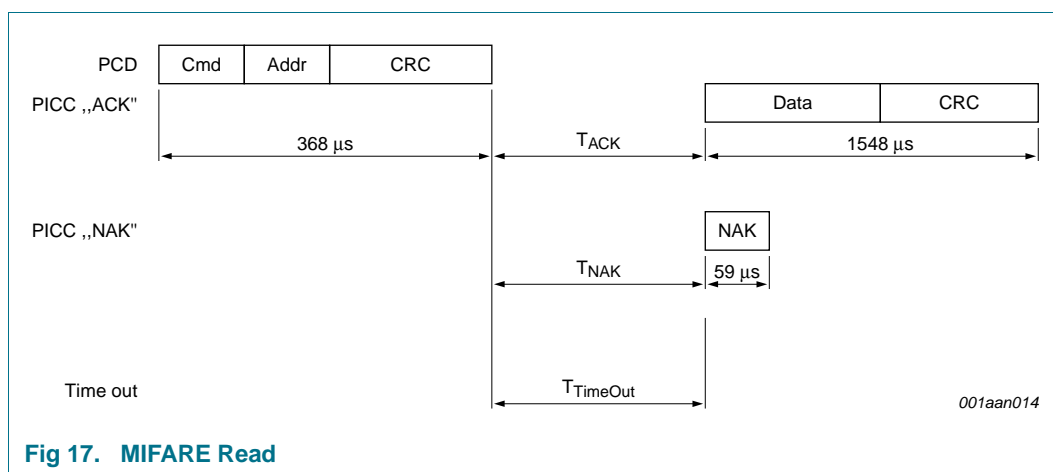 PCD Cmd Addr CRC
PICC ,,ACK" Data CRC
368 μs TACK 1548 μs
PICC ,,NAK" NAK
TNAK 59 μs
Time out TTimeOut 001aan014
Fig 17. MIFARE Read